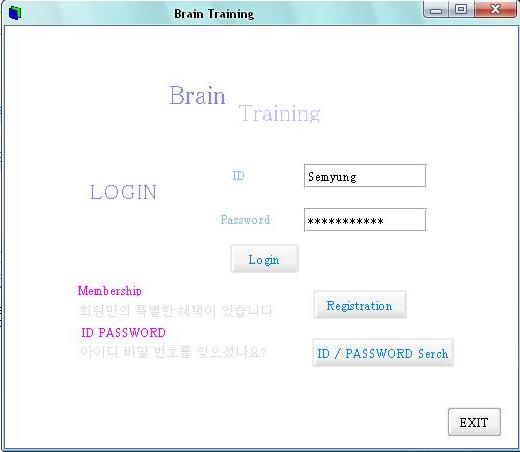 Brain Training
Brain
Training
LOGIN
ID
Semyung
Password
***********
Login
Membership
회원만의 특별한 혜택이 있습니다
Registration
ID PASSWORD
아이디 비밀 번호를 잊으셨나요?
ID / PASSWORD Serch
EXIT